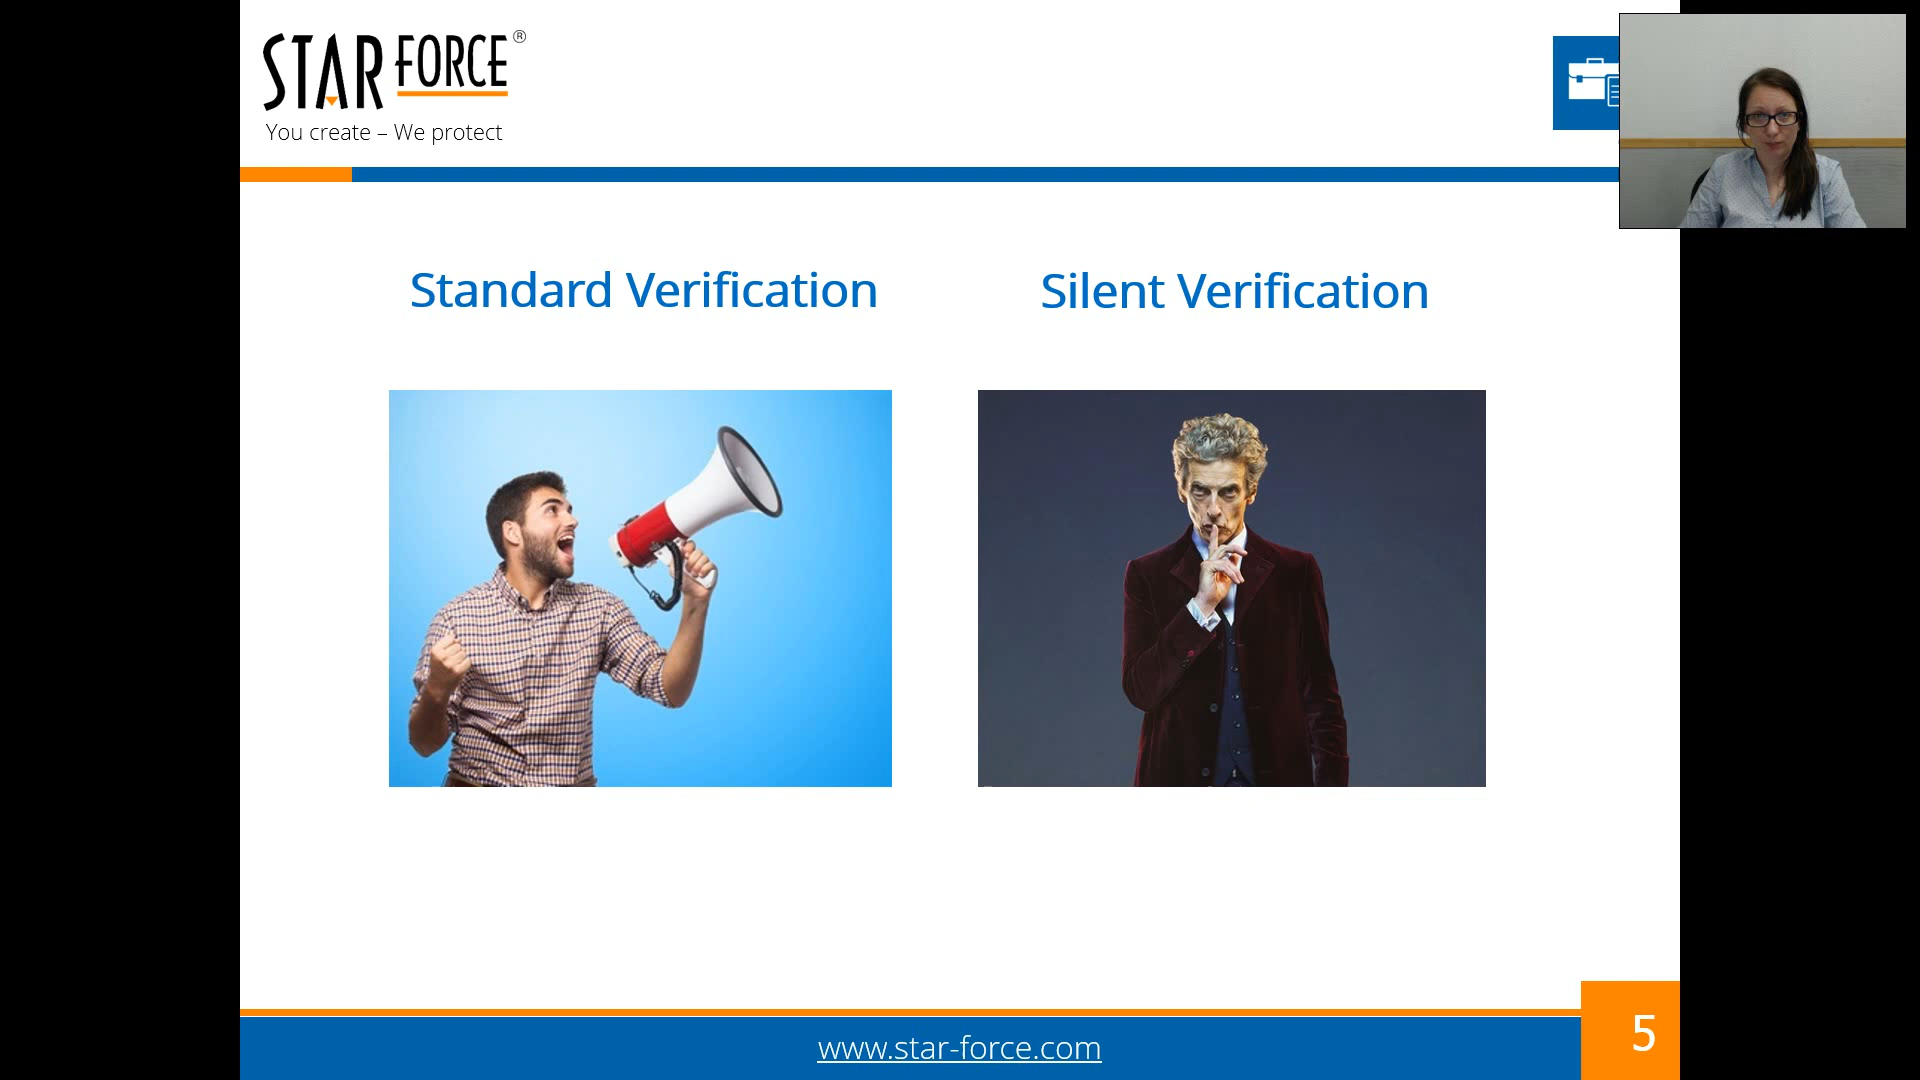 STAR FORCE®
You create – We protect
Standard Verification
Silent Verification
www.star-force.com
5